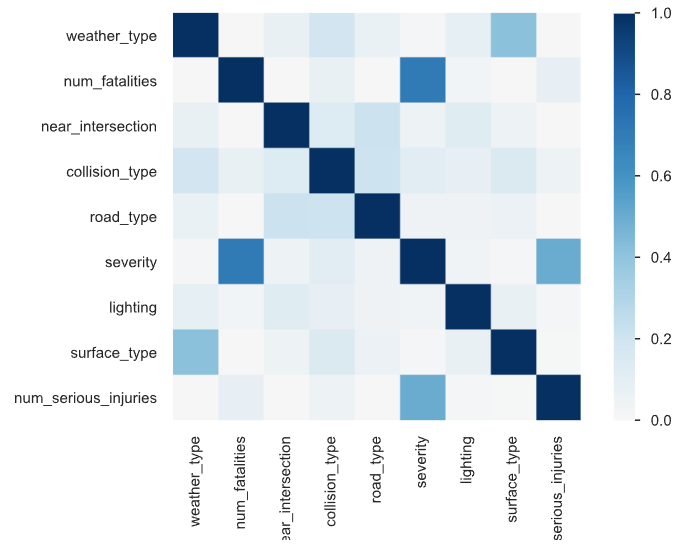 weather_type
num_fatalities
near_intersection
collision_type
road_type
severity
lighting
surface_type
num_serious_injuries
1.0
0.8
0.6
0.4
0.2
0.0
weather_type
num_fatalities
ear_intersection
collision_type
road_type
severity
lighting
surface_type
serious_injuries